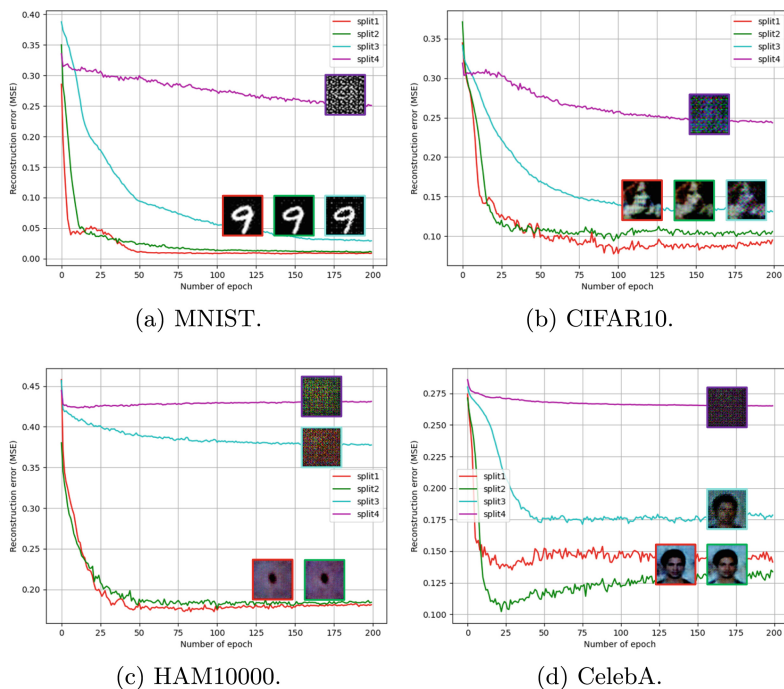 0.40
0.35
0.30
0.25
0.20
0.15
0.10
0.05
0.00
Reconstruction error (MSE)
0 25 50 75 100 125 150 175 200
Number of epoch
split1
split2
split3
split4
(a) MNIST.
0.35
0.30
0.25
0.20
0.15
0.10
Reconstruction error (MSE)
0 25 50 75 100 125 150 175 200
Number of epoch
split1
split2
split3
split4
(b) CIFAR10.
0.45
0.40
0.35
0.30
0.25
0.20
Reconstruction error (MSE)
0 25 50 75 100 125 150 175 200
Number of epoch
split1
split2
split3
split4
(c) HAM10000.
0.275
0.250
0.225
0.200
0.175
0.150
0.125
0.100
Reconstruction error (MSE)
0 25 50 75 100 125 150 175 200
Number of epoch
split1
split2
split3
split4
(d) CelebA.
9
9
9